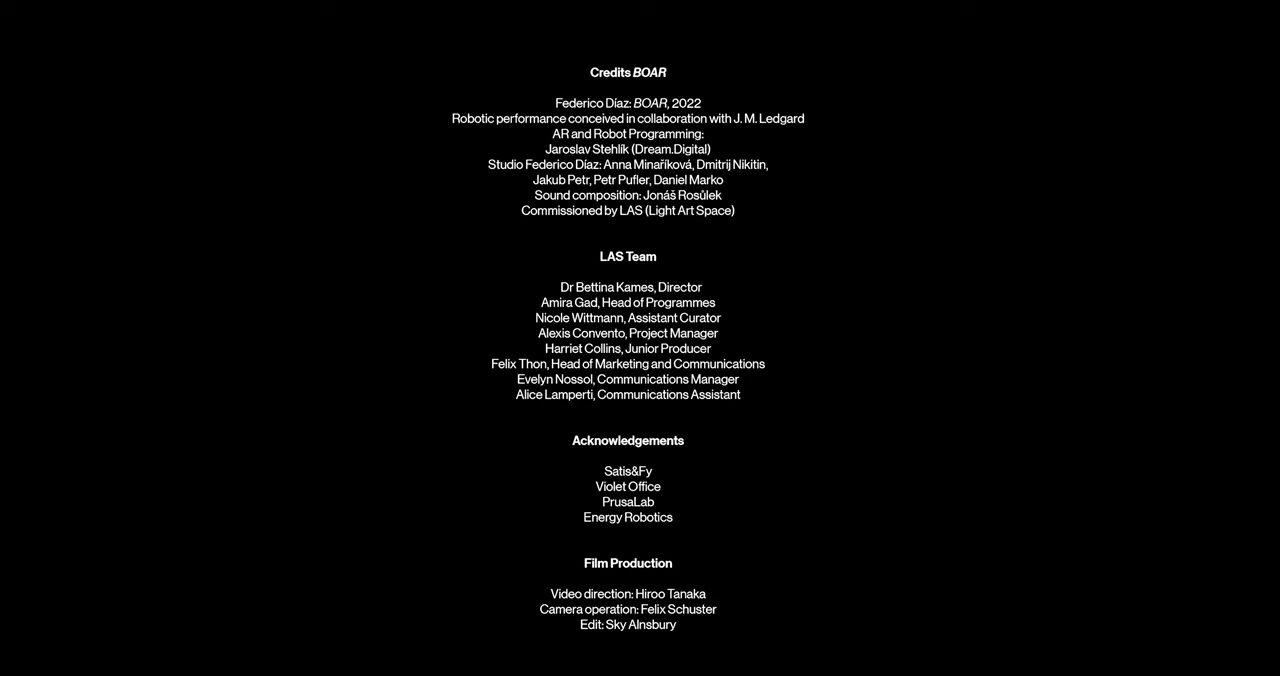 Credits BOAR
Federico Díaz: BOAR, 2022
Robotic performance conceived in collaboration with J. M. Ledgard
AR and Robot Programming:
Jaroslav Stehlík (Dream.Digital)
Studio Federico Díaz: Anna Minaříková, Dmitrij Nikitin,
Jakub Petr, Petr Pufler, Daniel Marko
Sound composition: Jonáš Rosůlek
Commissioned by LAS (Light Art Space)
LAS Team
Dr Bettina Kames, Director
Amira Gad, Head of Programmes
Nicole Wittmann, Assistant Curator
Alexis Convento, Project Manager
Harriet Collins, Junior Producer
Felix Thon, Head of Marketing and Communications
Evelyn Nossol, Communications Manager
Alice Lamperti, Communications Assistant
Acknowledgements
Satis&Fy
Violet Office
PrusaLab
Energy Robotics
Film Production
Video direction: Hiroo Tanaka
Camera operation: Felix Schuster
Edit: Sky Alnsbury